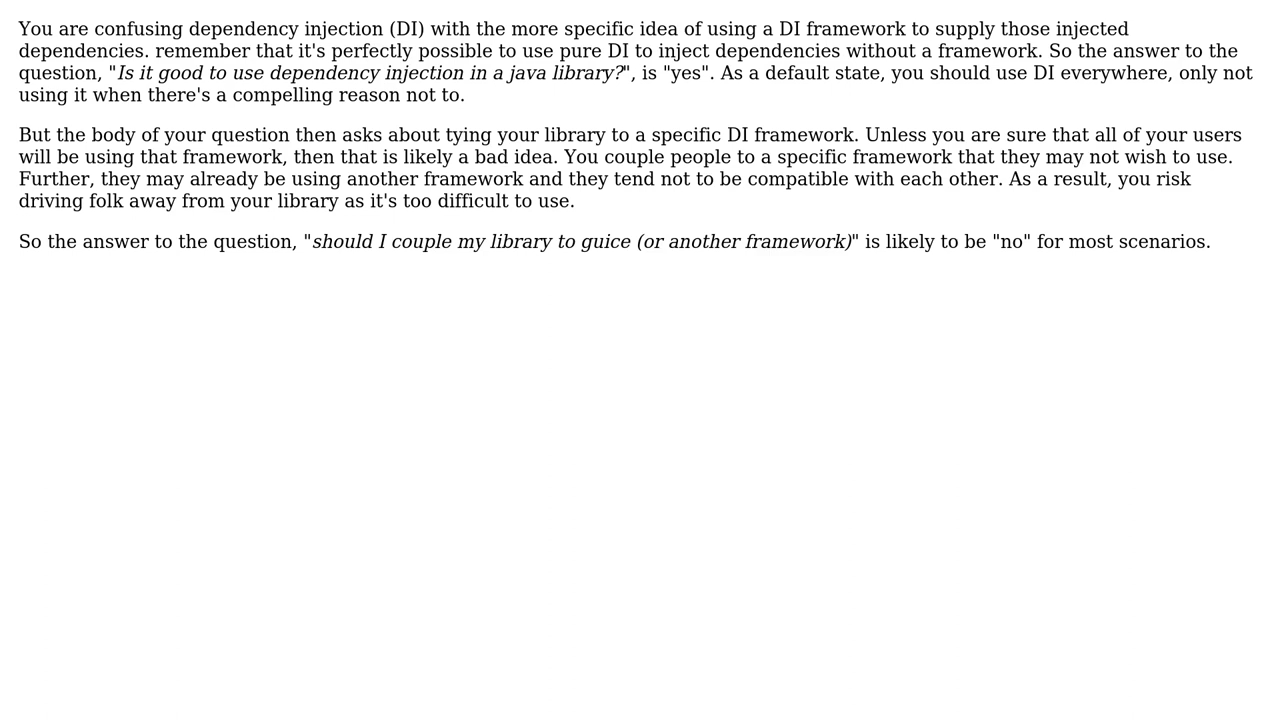 You are confusing dependency injection (DI) with the more specific idea of using a DI framework to supply those injected
dependencies. remember that it's perfectly possible to use pure DI to inject dependencies without a framework. So the answer to the
question, "Is it good to use dependency injection in a java library?", is "yes". As a default state, you should use DI everywhere, only not
using it when there's a compelling reason not to.
But the body of your question then asks about tying your library to a specific DI framework. Unless you are sure that all of your users
will be using that framework, then that is likely a bad idea. You couple people to a specific framework that they may not wish to use.
Further, they may already be using another framework and they tend not to be compatible with each other. As a result, you risk
driving folk away from your library as it's too difficult to use.
So the answer to the question, "should I couple my library to guice (or another framework)" is likely to be "no" for most scenarios.